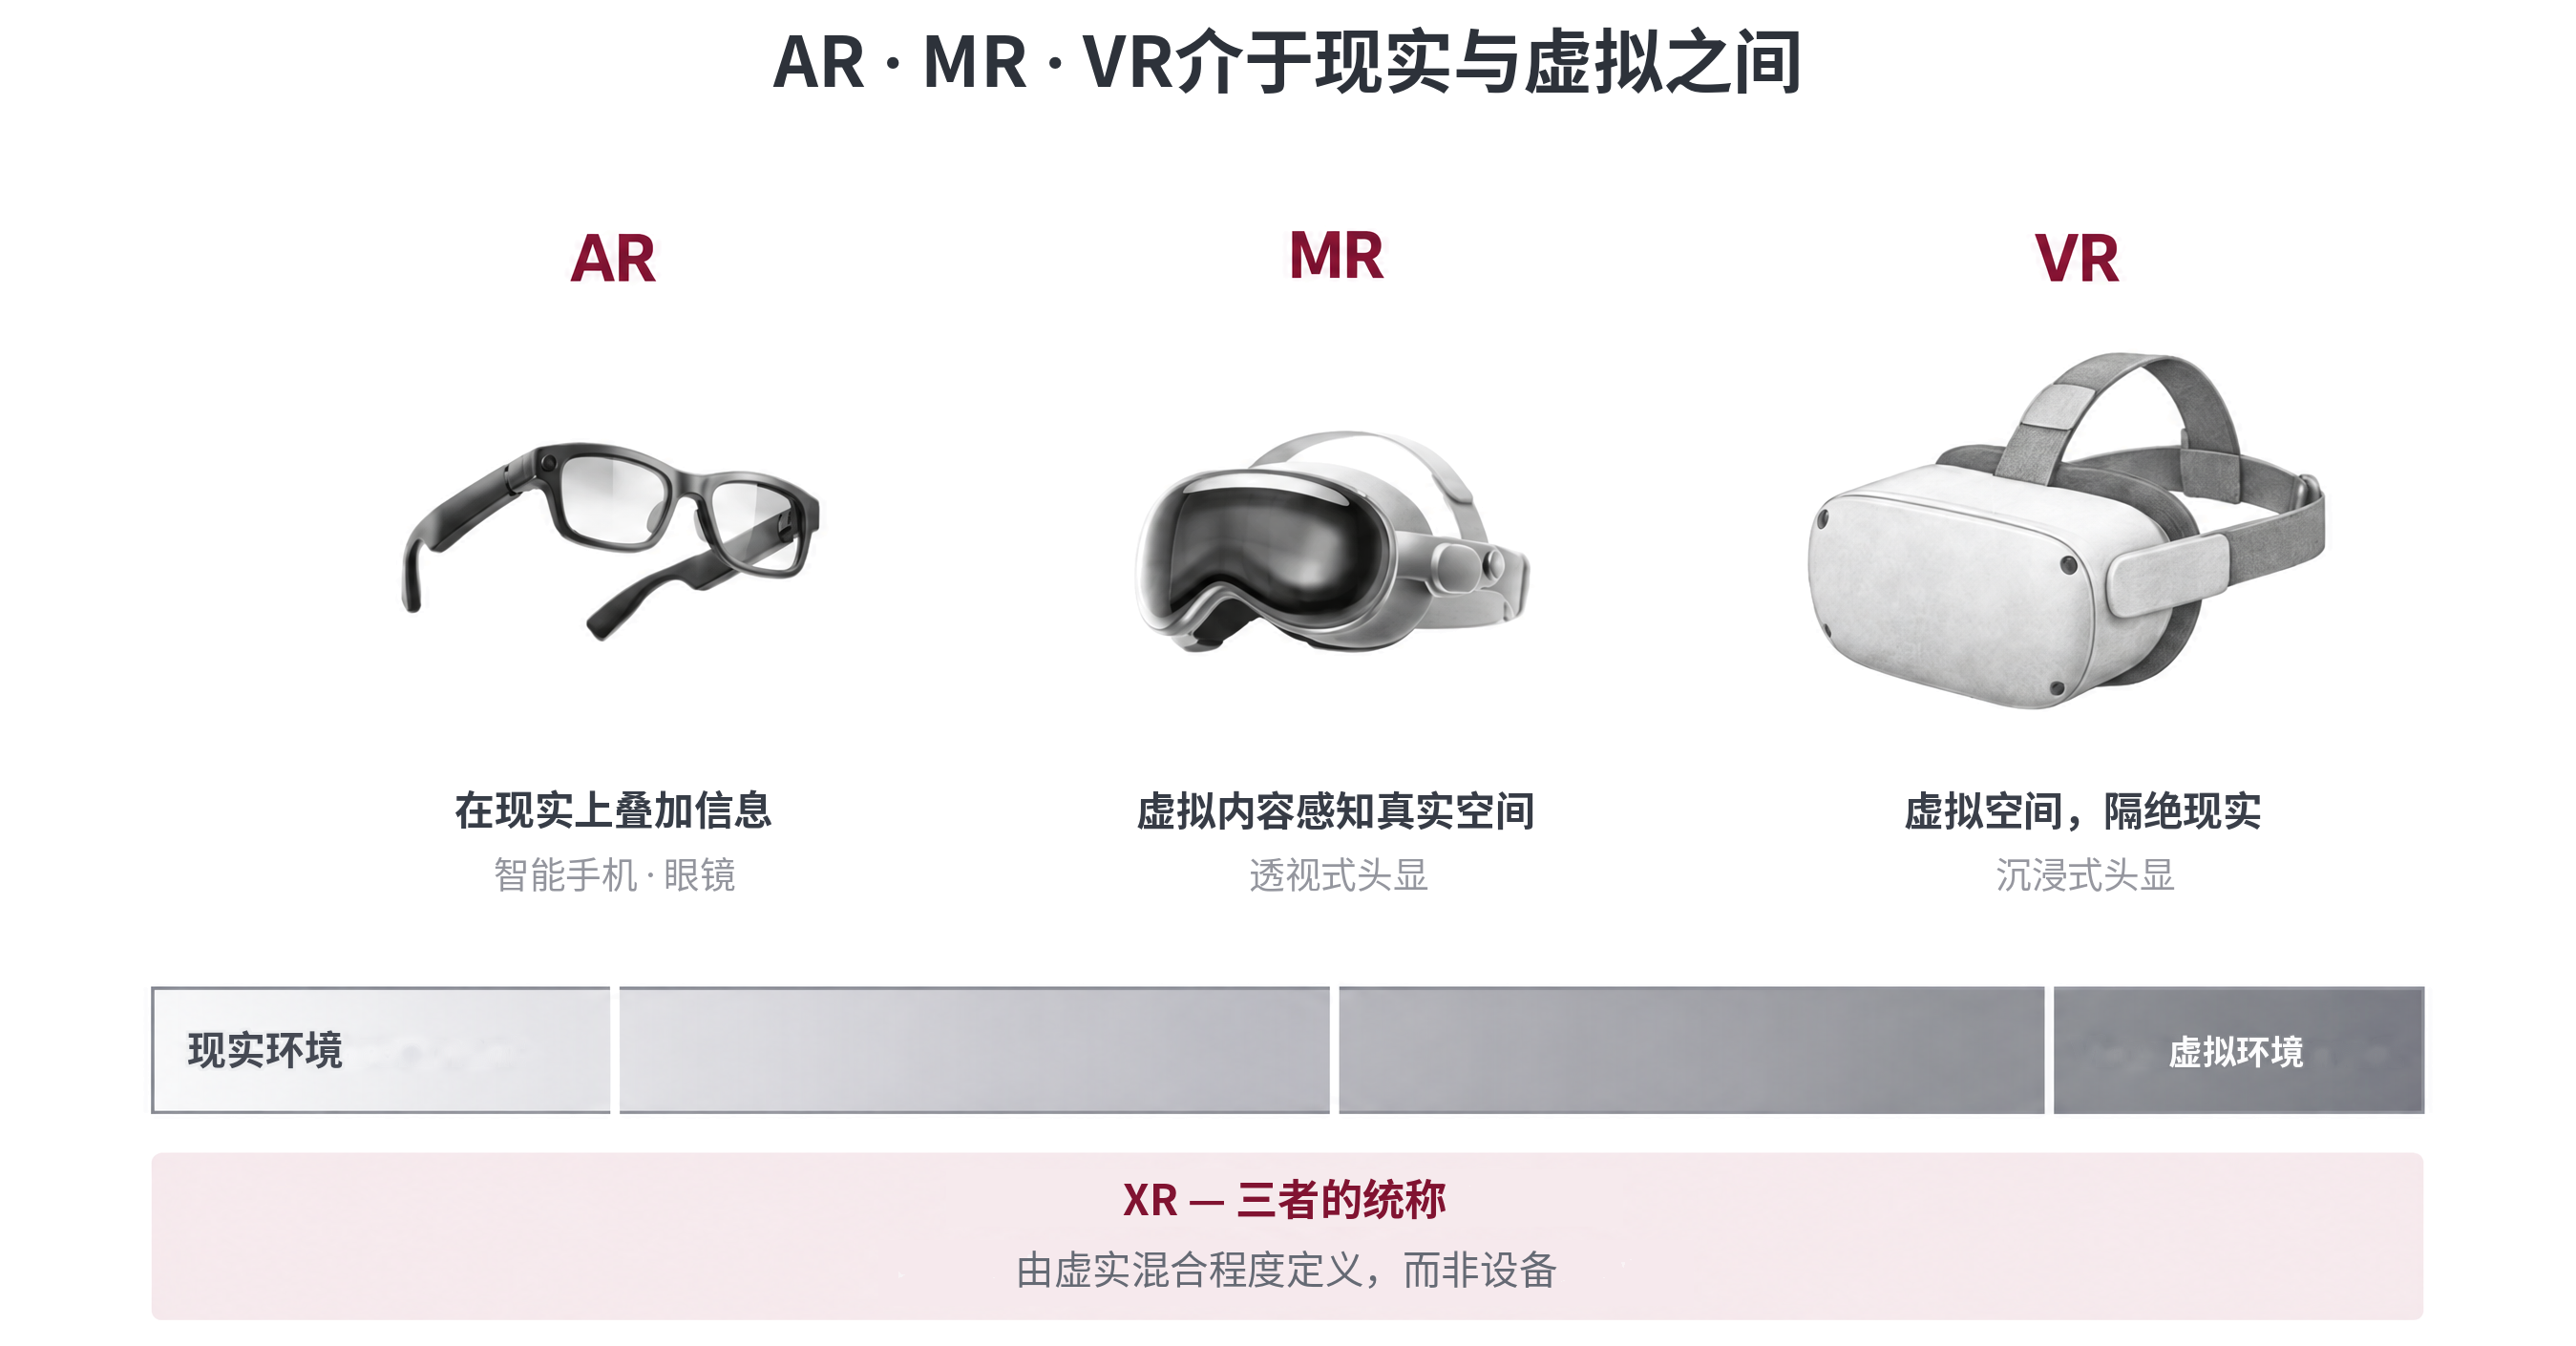 AR · MR · VR介于现实与虚拟之间
AR
MR
VR
在现实上叠加信息
智能手机 · 眼镜
虚拟内容感知真实空间
透视式头显
虚拟空间，隔绝现实
沉浸式头显
现实环境
虚拟环境
XR — 三者的统称
由虚实混合程度定义，而非设备